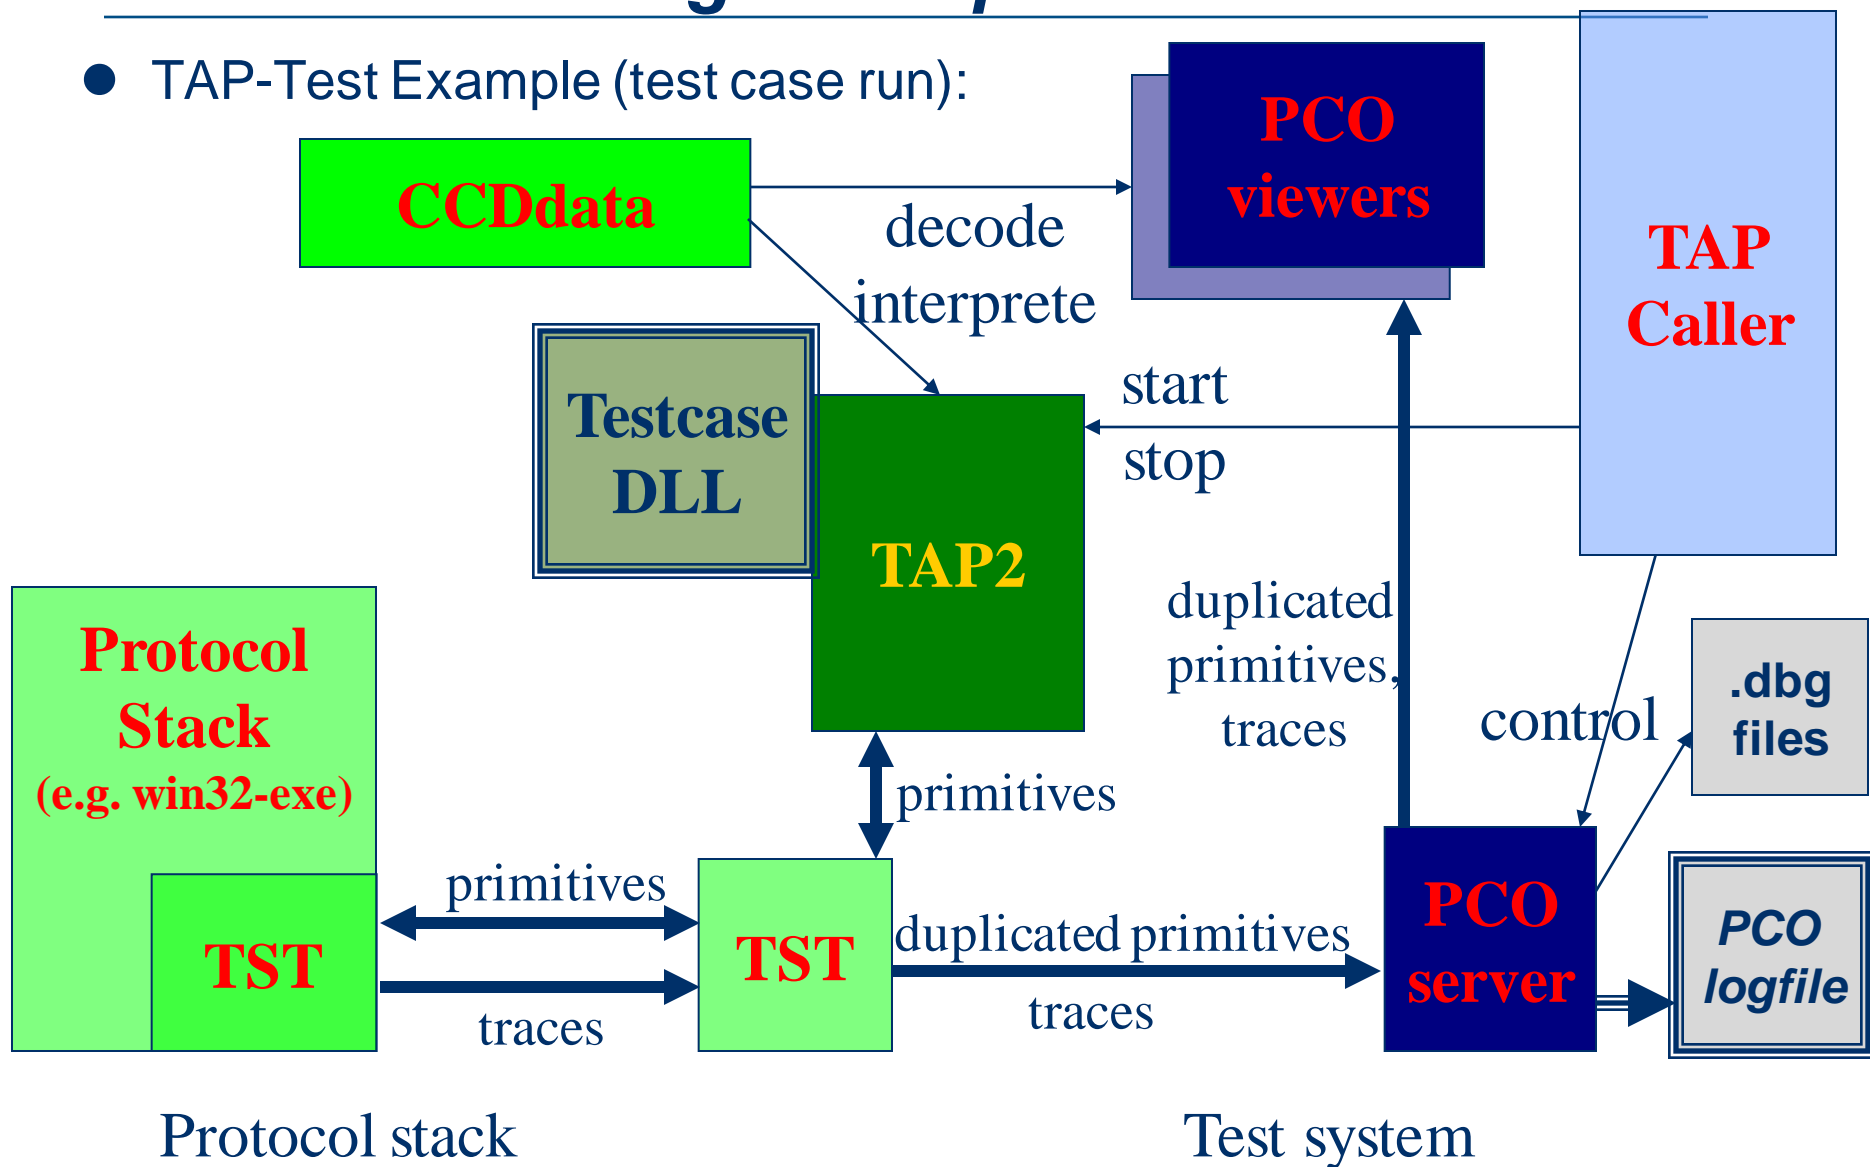 TAP-Test Example (test case run):
PCO
viewers
CCDdata
decode
interprete
TAP
Caller
start
stop
Testcase
DLL
TAP2
duplicated
primitives,
traces
control
.dbg
files
Protocol
Stack
(e.g. win32-exe)
primitives
primitives
TST
TST
traces
duplicated primitives
traces
PCO
server
PCO
logfile
Protocol stack
Test system